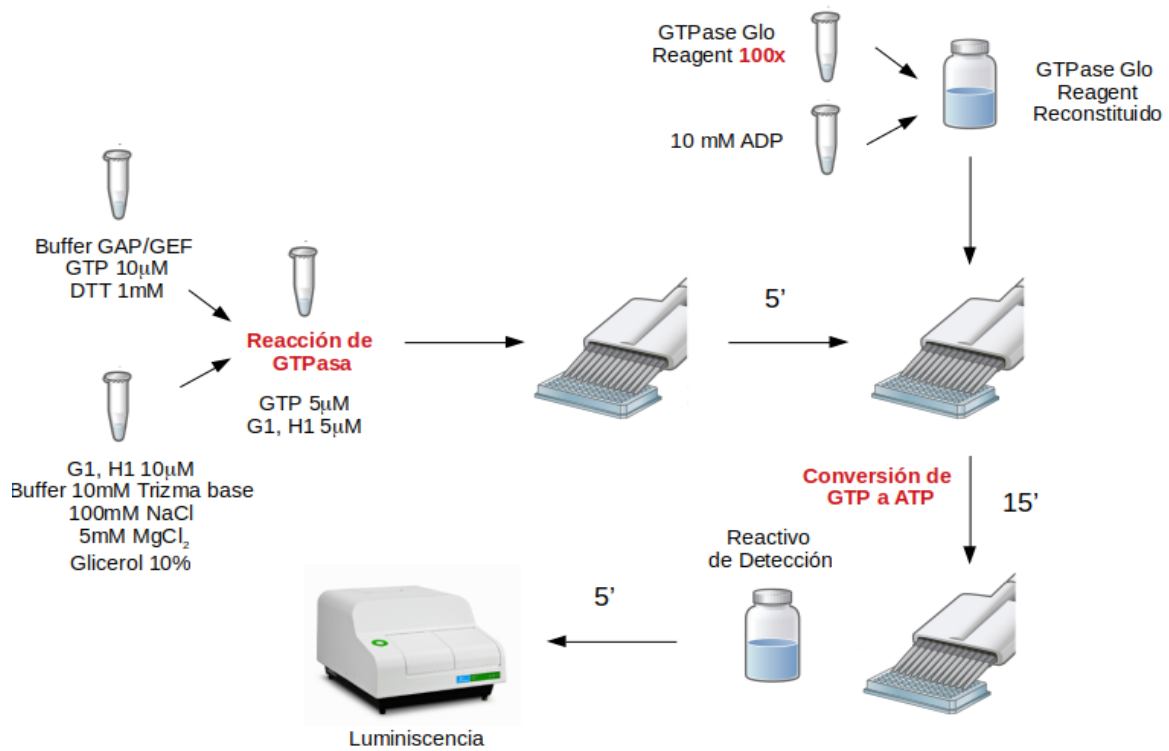 GTPase Glo
Reagent 100x
10 mM ADP
GTPase Glo
Reagent
Reconstituido
Buffer GAP/GEF
GTP 10μM
DTT 1mM
Reacción de
GTPasa
GTP 5μM
G1, H1 5μM
G1, H1 10μM
Buffer 10mM Trizma base
100mM NaCl
5mM MgCl₂
Glicerol 10%
5’
Conversión de
GTP a ATP
15’
Reactivo
de Detección
5’
Luminiscencia